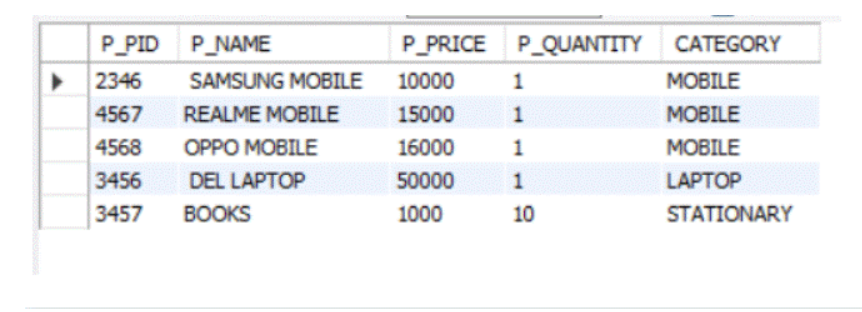 P_PID P_NAME P_PRICE P_QUANTITY CATEGORY
2346 SAMSUNG MOBILE 10000 1 MOBILE
4567 REALME MOBILE 15000 1 MOBILE
4568 OPPO MOBILE 16000 1 MOBILE
3456 DEL LAPTOP 50000 1 LAPTOP
3457 BOOKS 1000 10 STATIONARY